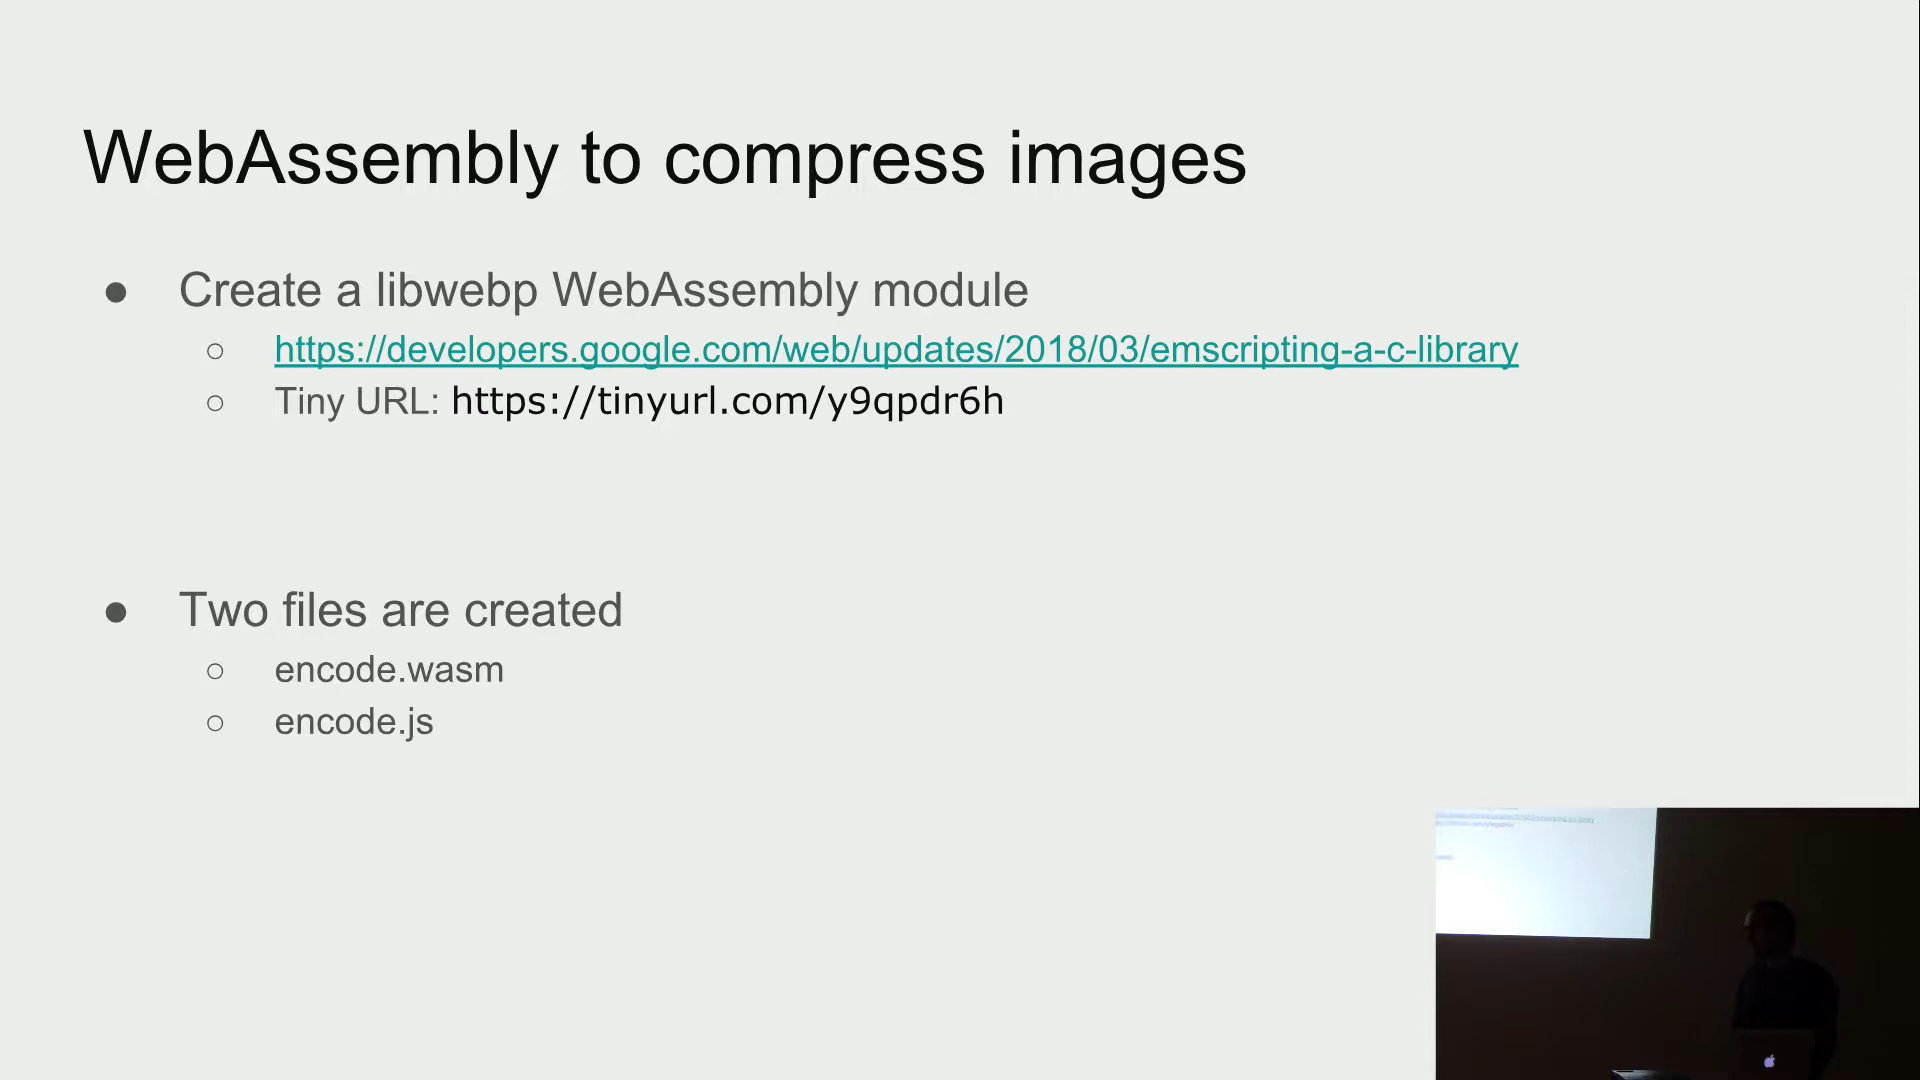 WebAssembly to compress images
● Create a libwebp WebAssembly module
○ https://developers.google.com/web/updates/2018/03/emscripting-a-c-library
○ Tiny URL: https://tinyurl.com/y9qpdr6h
● Two files are created
○ encode.wasm
○ encode.js